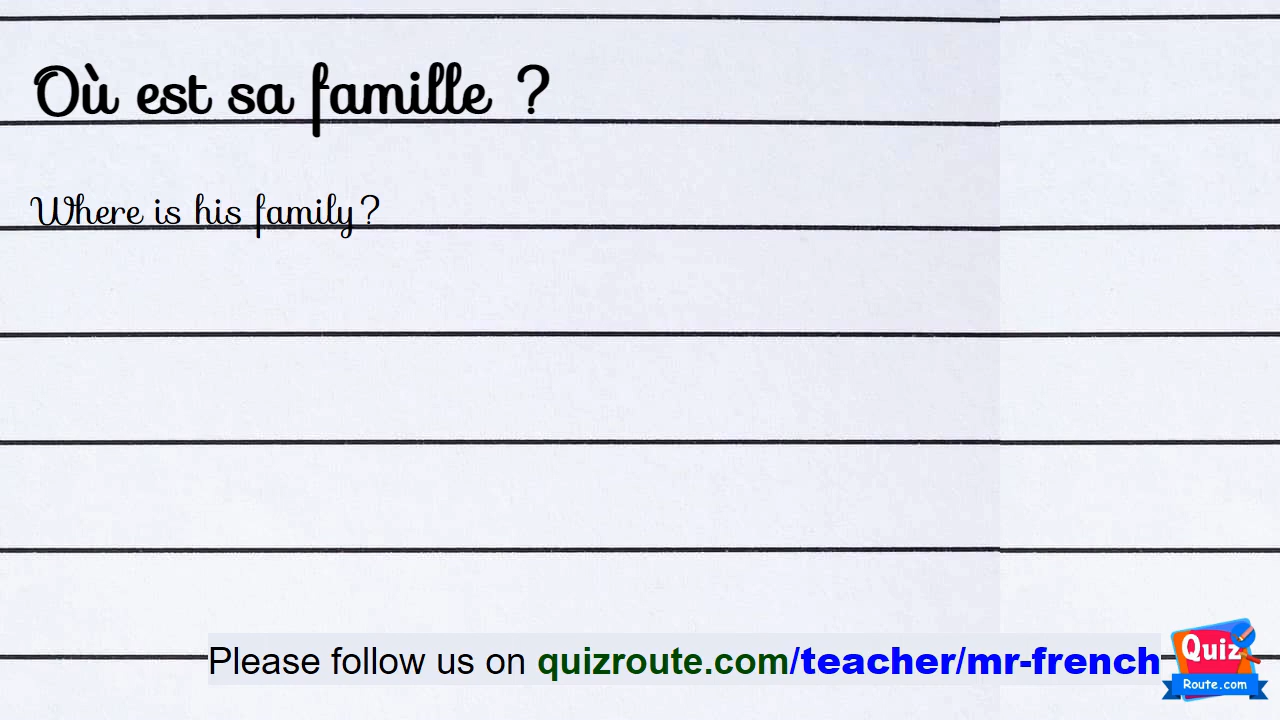 Où est sa famille ?
Where is his family?
Please follow us on quizroute.com/teacher/mr-french
Quiz
Route.com